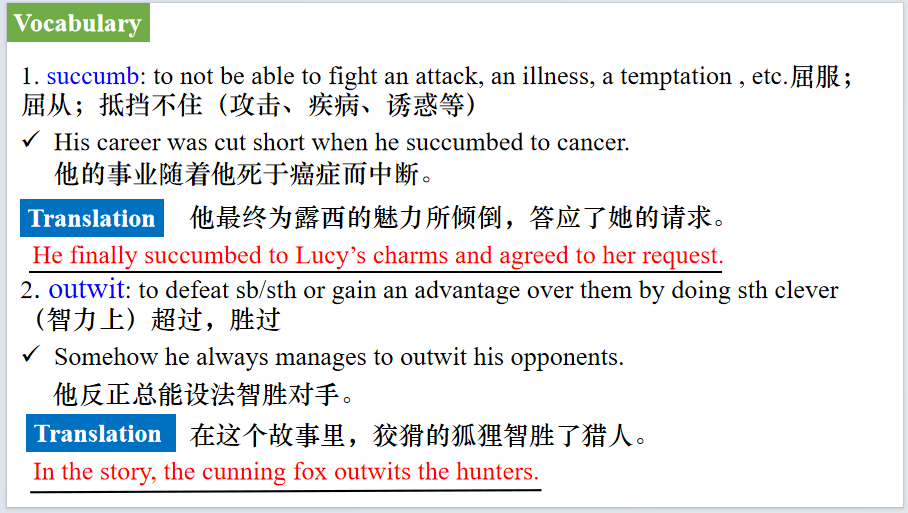 Vocabulary
1. succumb: to not be able to fight an attack, an illness, a temptation , etc.屈服；
屈从；抵挡不住（攻击、疾病、诱惑等）
✓ His career was cut short when he succumbed to cancer.
他的事业随着他死于癌症而中断。
Translation 他最终为露西的魅力所倾倒，答应了她的请求。
He finally succumbed to Lucy’s charms and agreed to her request.
2. outwit: to defeat sb/sth or gain an advantage over them by doing sth clever
（智力上）超过，胜过
✓ Somehow he always manages to outwit his opponents.
他反正总能设法智胜对手。
Translation 在这个故事里，狡猾的狐狸智胜了猎人。
In the story, the cunning fox outwits the hunters.